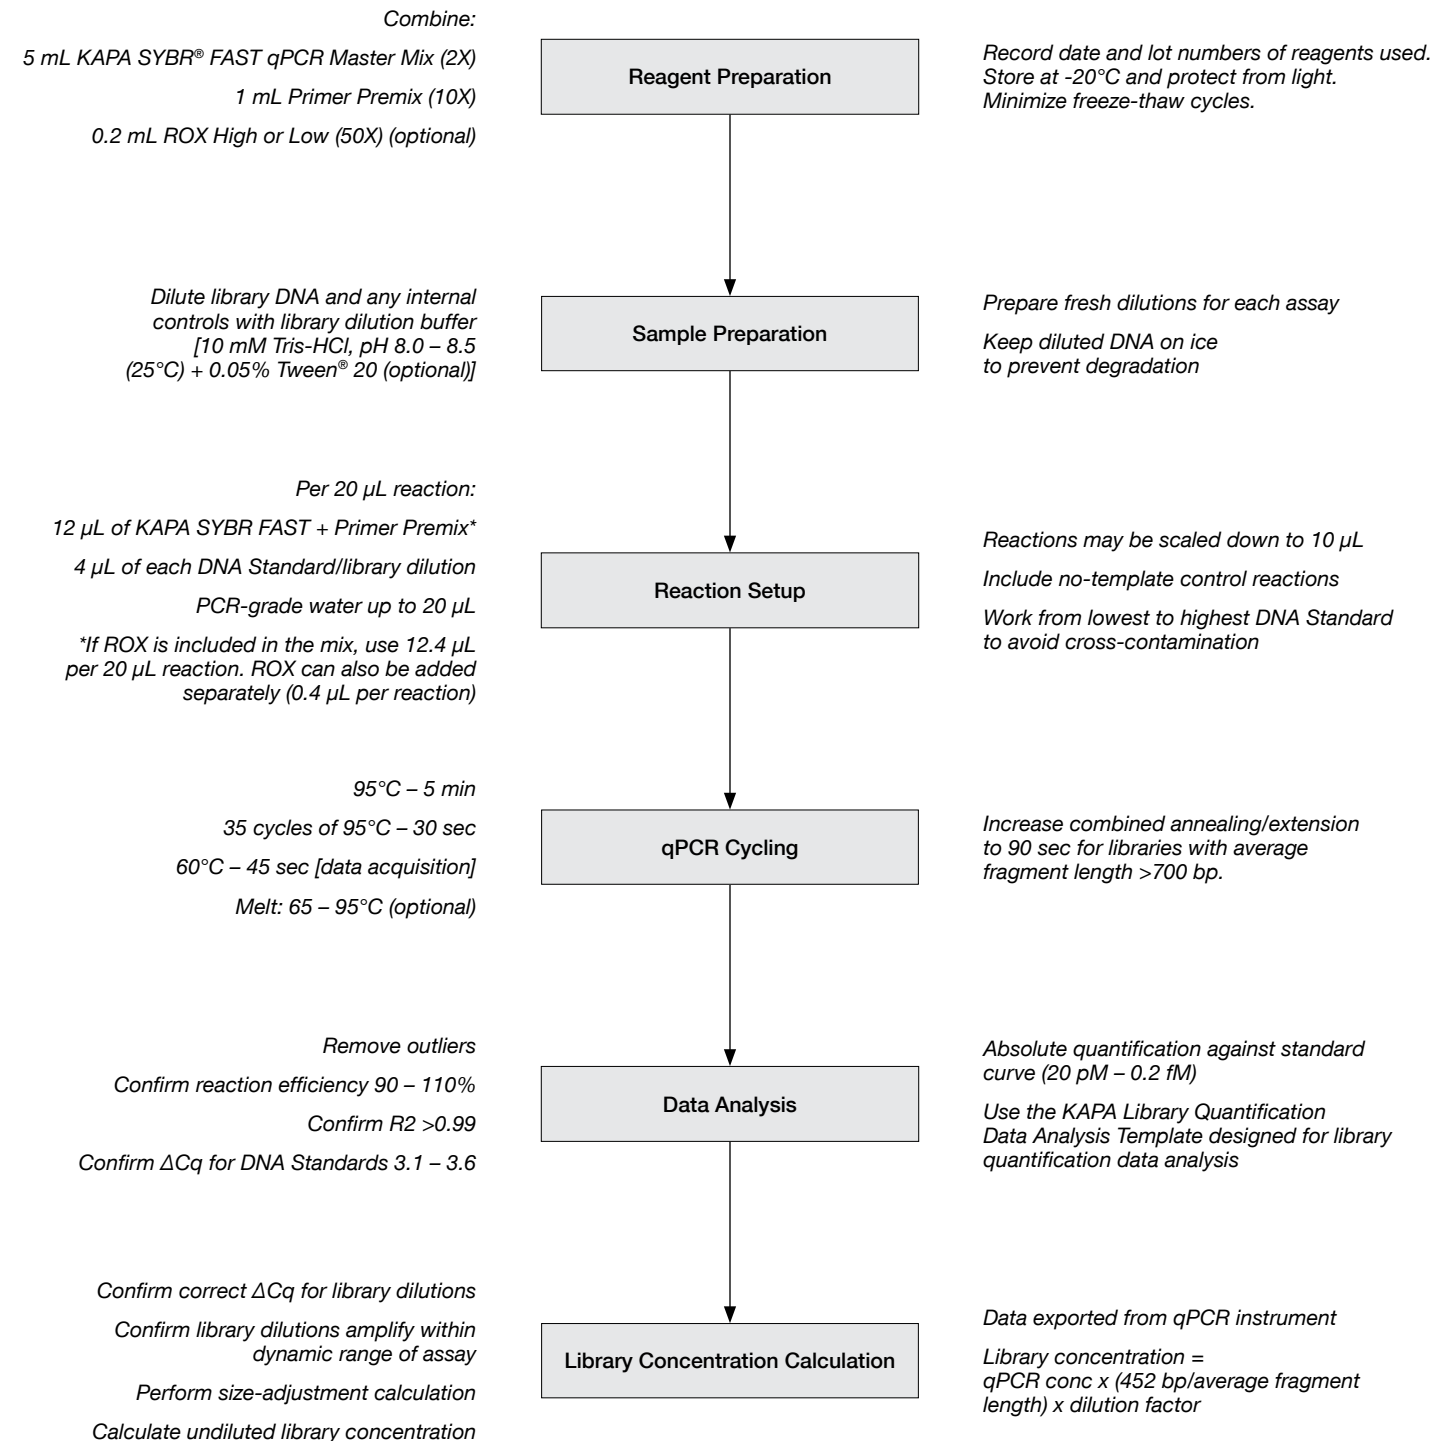 Combine:
5 mL KAPA SYBR® FAST qPCR Master Mix (2X)
1 mL Primer Premix (10X)
0.2 mL ROX High or Low (50X) (optional)
Reagent Preparation
Record date and lot numbers of reagents used.
Store at -20°C and protect from light.
Minimize freeze-thaw cycles.
Dilute library DNA and any internal
controls with library dilution buffer
[10 mM Tris-HCl, pH 8.0 – 8.5
(25°C) + 0.05% Tween® 20 (optional)]
Sample Preparation
Prepare fresh dilutions for each assay
Keep diluted DNA on ice
to prevent degradation
Per 20 µL reaction:
12 µL of KAPA SYBR FAST + Primer Premix*
4 µL of each DNA Standard/library dilution
PCR-grade water up to 20 µL
*If ROX is included in the mix, use 12.4 µL
per 20 µL reaction. ROX can also be added
separately (0.4 µL per reaction)
Reaction Setup
Reactions may be scaled down to 10 µL
Include no-template control reactions
Work from lowest to highest DNA Standard
to avoid cross-contamination
95°C – 5 min
35 cycles of 95°C – 30 sec
60°C – 45 sec [data acquisition]
Melt: 65 – 95°C (optional)
qPCR Cycling
Increase combined annealing/extension
to 90 sec for libraries with average
fragment length >700 bp.
Remove outliers
Confirm reaction efficiency 90 – 110%
Confirm R2 >0.99
Confirm ΔCq for DNA Standards 3.1 – 3.6
Data Analysis
Absolute quantification against standard
curve (20 pM – 0.2 fM)
Use the KAPA Library Quantification
Data Analysis Template designed for library
quantification data analysis
Confirm correct ΔCq for library dilutions
Confirm library dilutions amplify within
dynamic range of assay
Perform size-adjustment calculation
Calculate undiluted library concentration
Library Concentration Calculation
Data exported from qPCR instrument
Library concentration =
qPCR conc x (452 bp/average fragment
length) x dilution factor